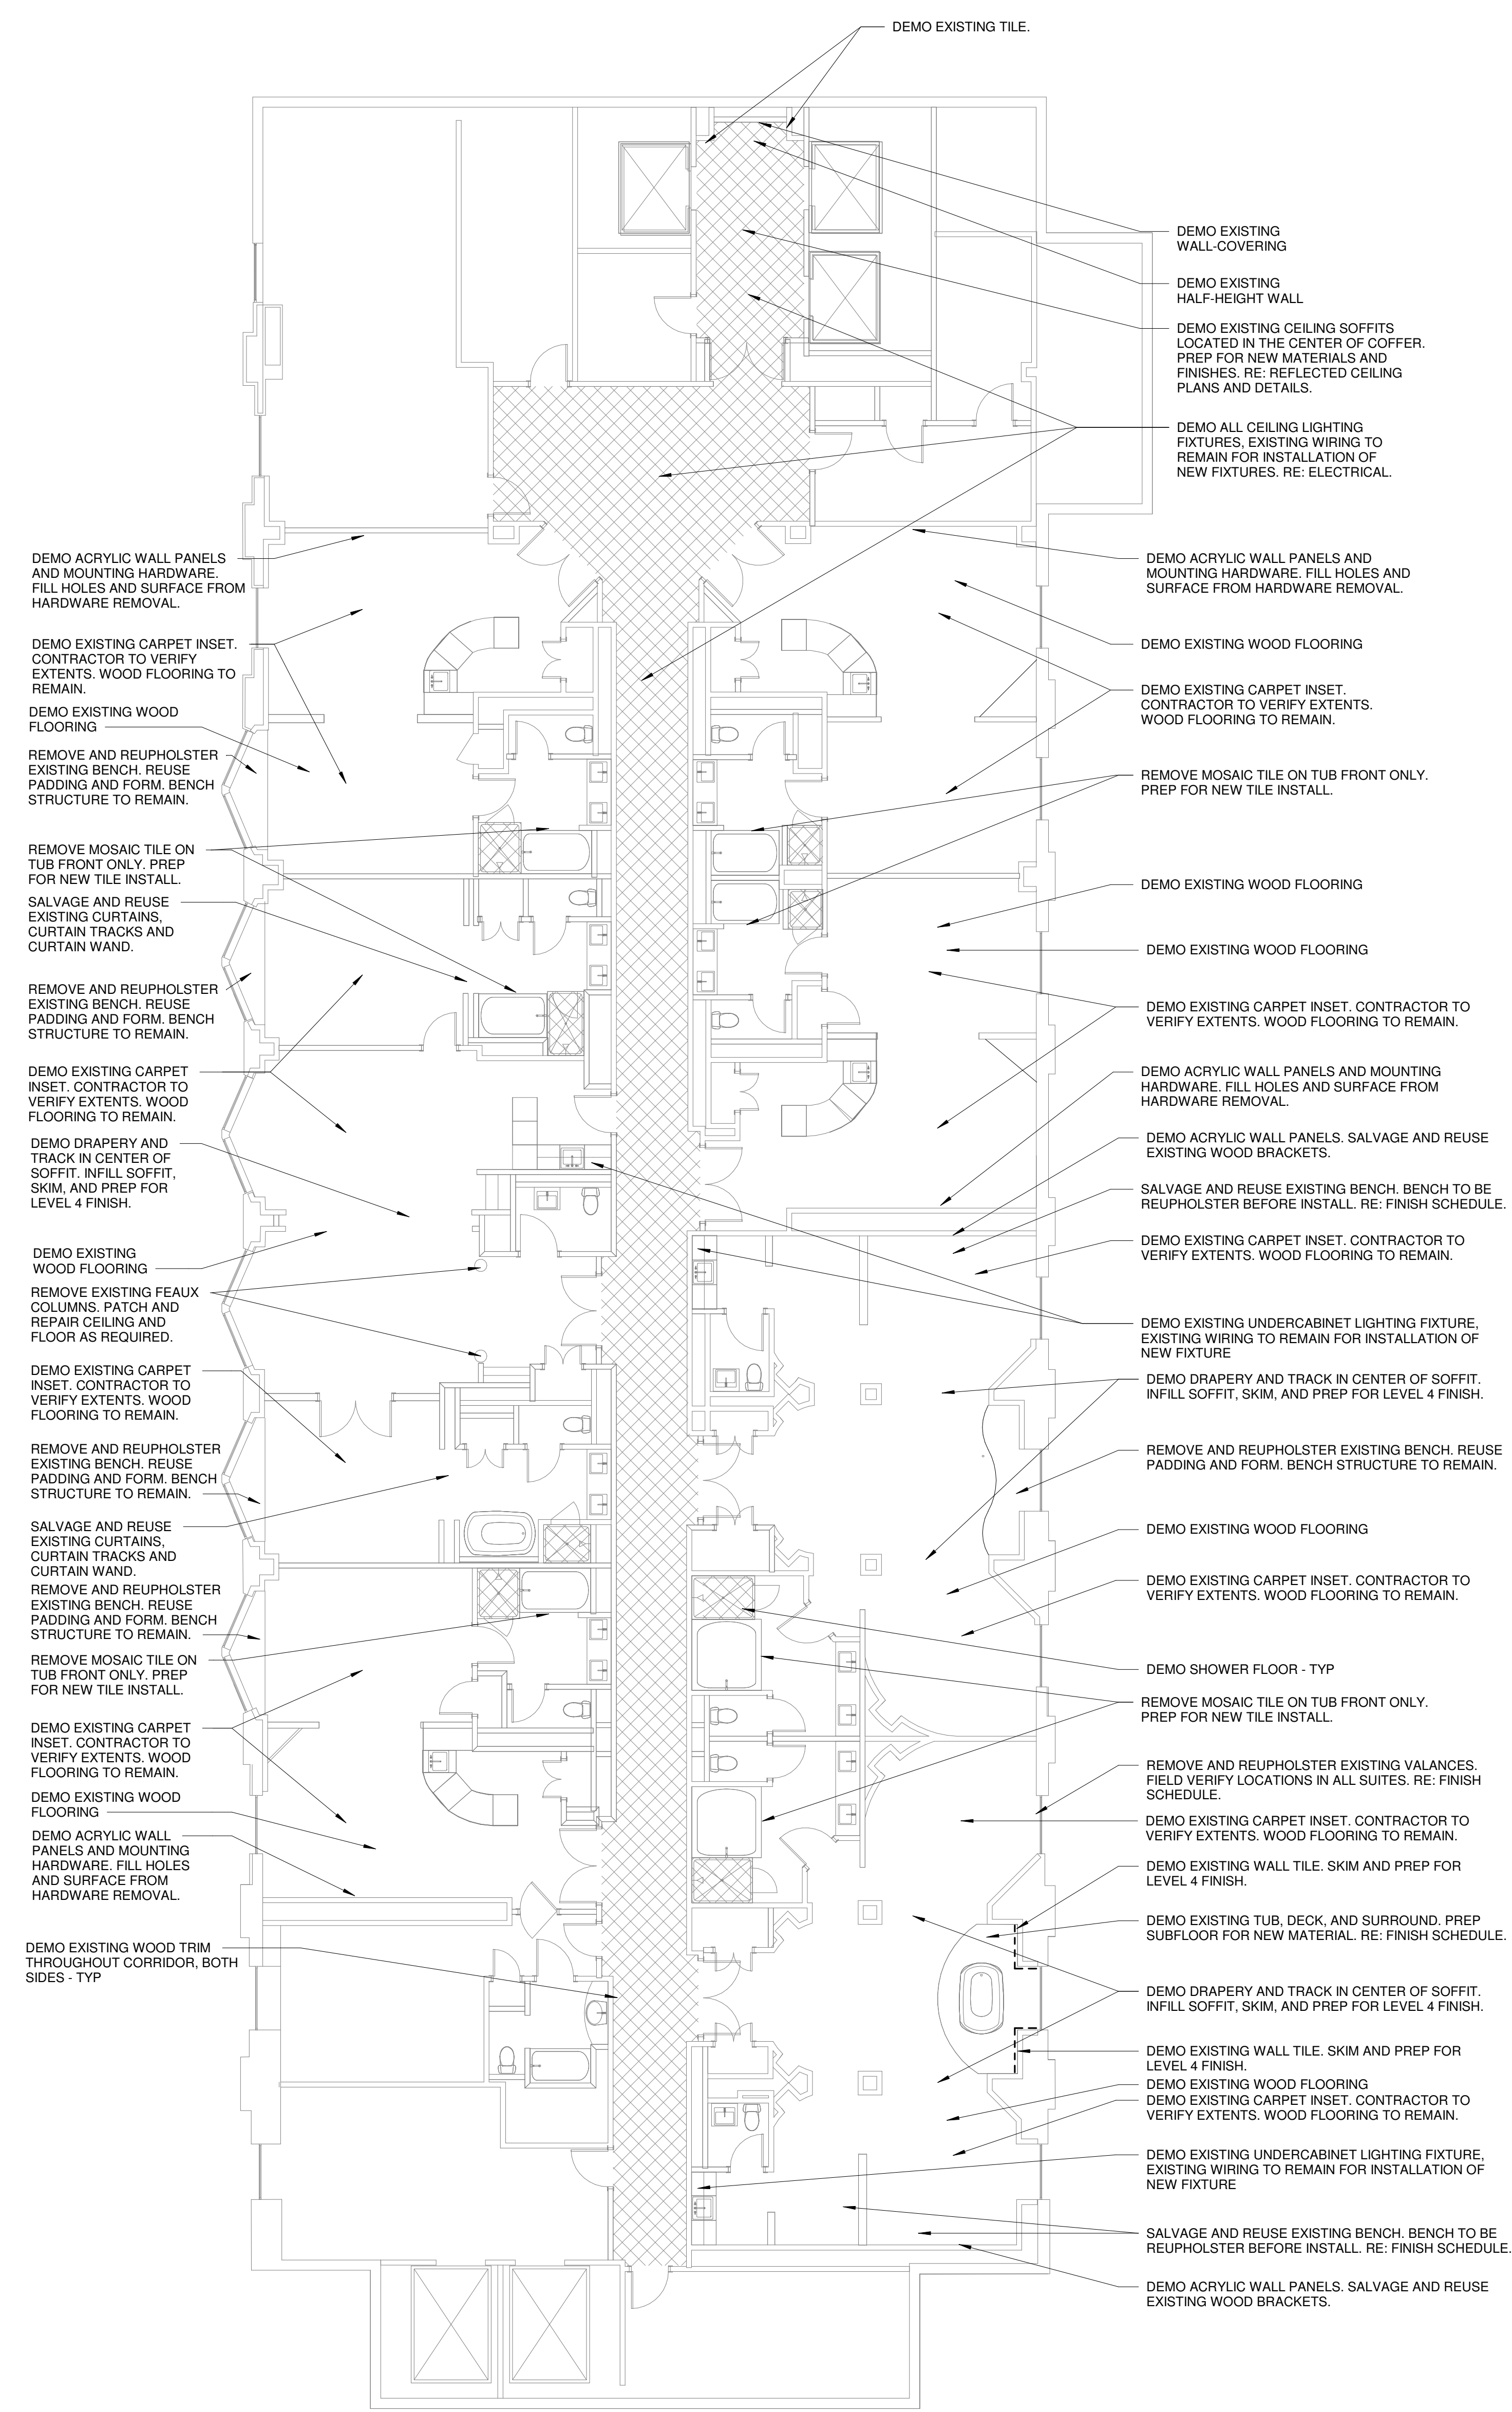 DEMO EXISTING TILE.
DEMO EXISTING
WALL-COVERING
DEMO EXISTING
HALF-HEIGHT WALL
DEMO EXISTING CEILING SOFFITS
LOCATED IN THE CENTER OF COFFER.
PREP FOR NEW MATERIALS AND
FINISHES. RE: REFLECTED CEILING
PLANS AND DETAILS.
DEMO ALL CEILING LIGHTING
FIXTURES, EXISTING WIRING TO
REMAIN FOR INSTALLATION OF
NEW FIXTURES. RE: ELECTRICAL.
DEMO ACRYLIC WALL PANELS
AND MOUNTING HARDWARE.
FILL HOLES AND SURFACE FROM
HARDWARE REMOVAL.
DEMO EXISTING CARPET INSET.
CONTRACTOR TO VERIFY
EXTENTS. WOOD FLOORING TO
REMAIN.
DEMO EXISTING WOOD
FLOORING
REMOVE AND REUPHOLSTER
EXISTING BENCH. REUSE
PADDING AND FORM. BENCH
STRUCTURE TO REMAIN.
REMOVE MOSAIC TILE ON
TUB FRONT ONLY. PREP
FOR NEW TILE INSTALL.
SALVAGE AND REUSE
EXISTING CURTAINS,
CURTAIN TRACKS AND
CURTAIN WAND.
REMOVE AND REUPHOLSTER
EXISTING BENCH. REUSE
PADDING AND FORM. BENCH
STRUCTURE TO REMAIN.
DEMO EXISTING CARPET
INSET. CONTRACTOR TO
VERIFY EXTENTS. WOOD
FLOORING TO REMAIN.
DEMO DRAPERY AND
TRACK IN CENTER OF
SOFFIT. INFILL SOFFIT,
SKIM, AND PREP FOR
LEVEL 4 FINISH.
DEMO EXISTING
WOOD FLOORING
REMOVE EXISTING FEAUX
COLUMNS. PATCH AND
REPAIR CEILING AND
FLOOR AS REQUIRED.
DEMO EXISTING CARPET
INSET. CONTRACTOR TO
VERIFY EXTENTS. WOOD
FLOORING TO REMAIN.
REMOVE AND REUPHOLSTER
EXISTING BENCH. REUSE
PADDING AND FORM. BENCH
STRUCTURE TO REMAIN.
SALVAGE AND REUSE
EXISTING CURTAINS,
CURTAIN TRACKS AND
CURTAIN WAND.
REMOVE AND REUPHOLSTER
EXISTING BENCH. REUSE
PADDING AND FORM. BENCH
STRUCTURE TO REMAIN.
REMOVE MOSAIC TILE ON
TUB FRONT ONLY. PREP
FOR NEW TILE INSTALL.
DEMO EXISTING CARPET
INSET. CONTRACTOR TO
VERIFY EXTENTS. WOOD
FLOORING TO REMAIN.
DEMO EXISTING WOOD
FLOORING
DEMO ACRYLIC WALL
PANELS AND MOUNTING
HARDWARE. FILL HOLES
AND SURFACE FROM
HARDWARE REMOVAL.
DEMO EXISTING WOOD TRIM
THROUGHOUT CORRIDOR, BOTH
SIDES - TYP
DEMO ACRYLIC WALL PANELS AND
MOUNTING HARDWARE. FILL HOLES AND
SURFACE FROM HARDWARE REMOVAL.
DEMO EXISTING WOOD FLOORING
DEMO EXISTING CARPET INSET.
CONTRACTOR TO VERIFY EXTENTS.
WOOD FLOORING TO REMAIN.
REMOVE MOSAIC TILE ON TUB FRONT ONLY.
PREP FOR NEW TILE INSTALL.
DEMO EXISTING WOOD FLOORING
DEMO EXISTING WOOD FLOORING
DEMO EXISTING CARPET INSET. CONTRACTOR TO
VERIFY EXTENTS. WOOD FLOORING TO REMAIN.
DEMO ACRYLIC WALL PANELS AND MOUNTING
HARDWARE. FILL HOLES AND SURFACE FROM
HARDWARE REMOVAL.
DEMO ACRYLIC WALL PANELS. SALVAGE AND REUSE
EXISTING WOOD BRACKETS.
SALVAGE AND REUSE EXISTING BENCH. BENCH TO BE
REUPHOLSTER BEFORE INSTALL. RE: FINISH SCHEDULE.
DEMO EXISTING CARPET INSET. CONTRACTOR TO
VERIFY EXTENTS. WOOD FLOORING TO REMAIN.
DEMO EXISTING UNDERCABINET LIGHTING FIXTURE,
EXISTING WIRING TO REMAIN FOR INSTALLATION OF
NEW FIXTURE
DEMO DRAPERY AND TRACK IN CENTER OF SOFFIT.
INFILL SOFFIT, SKIM, AND PREP FOR LEVEL 4 FINISH.
REMOVE AND REUPHOLSTER EXISTING BENCH. REUSE
PADDING AND FORM. BENCH STRUCTURE TO REMAIN.
DEMO EXISTING WOOD FLOORING
DEMO EXISTING CARPET INSET. CONTRACTOR TO
VERIFY EXTENTS. WOOD FLOORING TO REMAIN.
DEMO SHOWER FLOOR - TYP
REMOVE MOSAIC TILE ON TUB FRONT ONLY.
PREP FOR NEW TILE INSTALL.
REMOVE AND REUPHOLSTER EXISTING VALANCES.
FIELD VERIFY LOCATIONS IN ALL SUITES. RE: FINISH
SCHEDULE.
DEMO EXISTING CARPET INSET. CONTRACTOR TO
VERIFY EXTENTS. WOOD FLOORING TO REMAIN.
DEMO EXISTING WALL TILE. SKIM AND PREP FOR
LEVEL 4 FINISH.
DEMO EXISTING TUB, DECK, AND SURROUND. PREP
SUBFLOOR FOR NEW MATERIAL. RE: FINISH SCHEDULE.
DEMO DRAPERY AND TRACK IN CENTER OF SOFFIT.
INFILL SOFFIT, SKIM, AND PREP FOR LEVEL 4 FINISH.
DEMO EXISTING WALL TILE. SKIM AND PREP FOR
LEVEL 4 FINISH.
DEMO EXISTING WOOD FLOORING
DEMO EXISTING CARPET INSET. CONTRACTOR TO
VERIFY EXTENTS. WOOD FLOORING TO REMAIN.
DEMO EXISTING UNDERCABINET LIGHTING FIXTURE,
EXISTING WIRING TO REMAIN FOR INSTALLATION OF
NEW FIXTURE
SALVAGE AND REUSE EXISTING BENCH. BENCH TO BE
REUPHOLSTER BEFORE INSTALL. RE: FINISH SCHEDULE.
DEMO ACRYLIC WALL PANELS. SALVAGE AND REUSE
EXISTING WOOD BRACKETS.